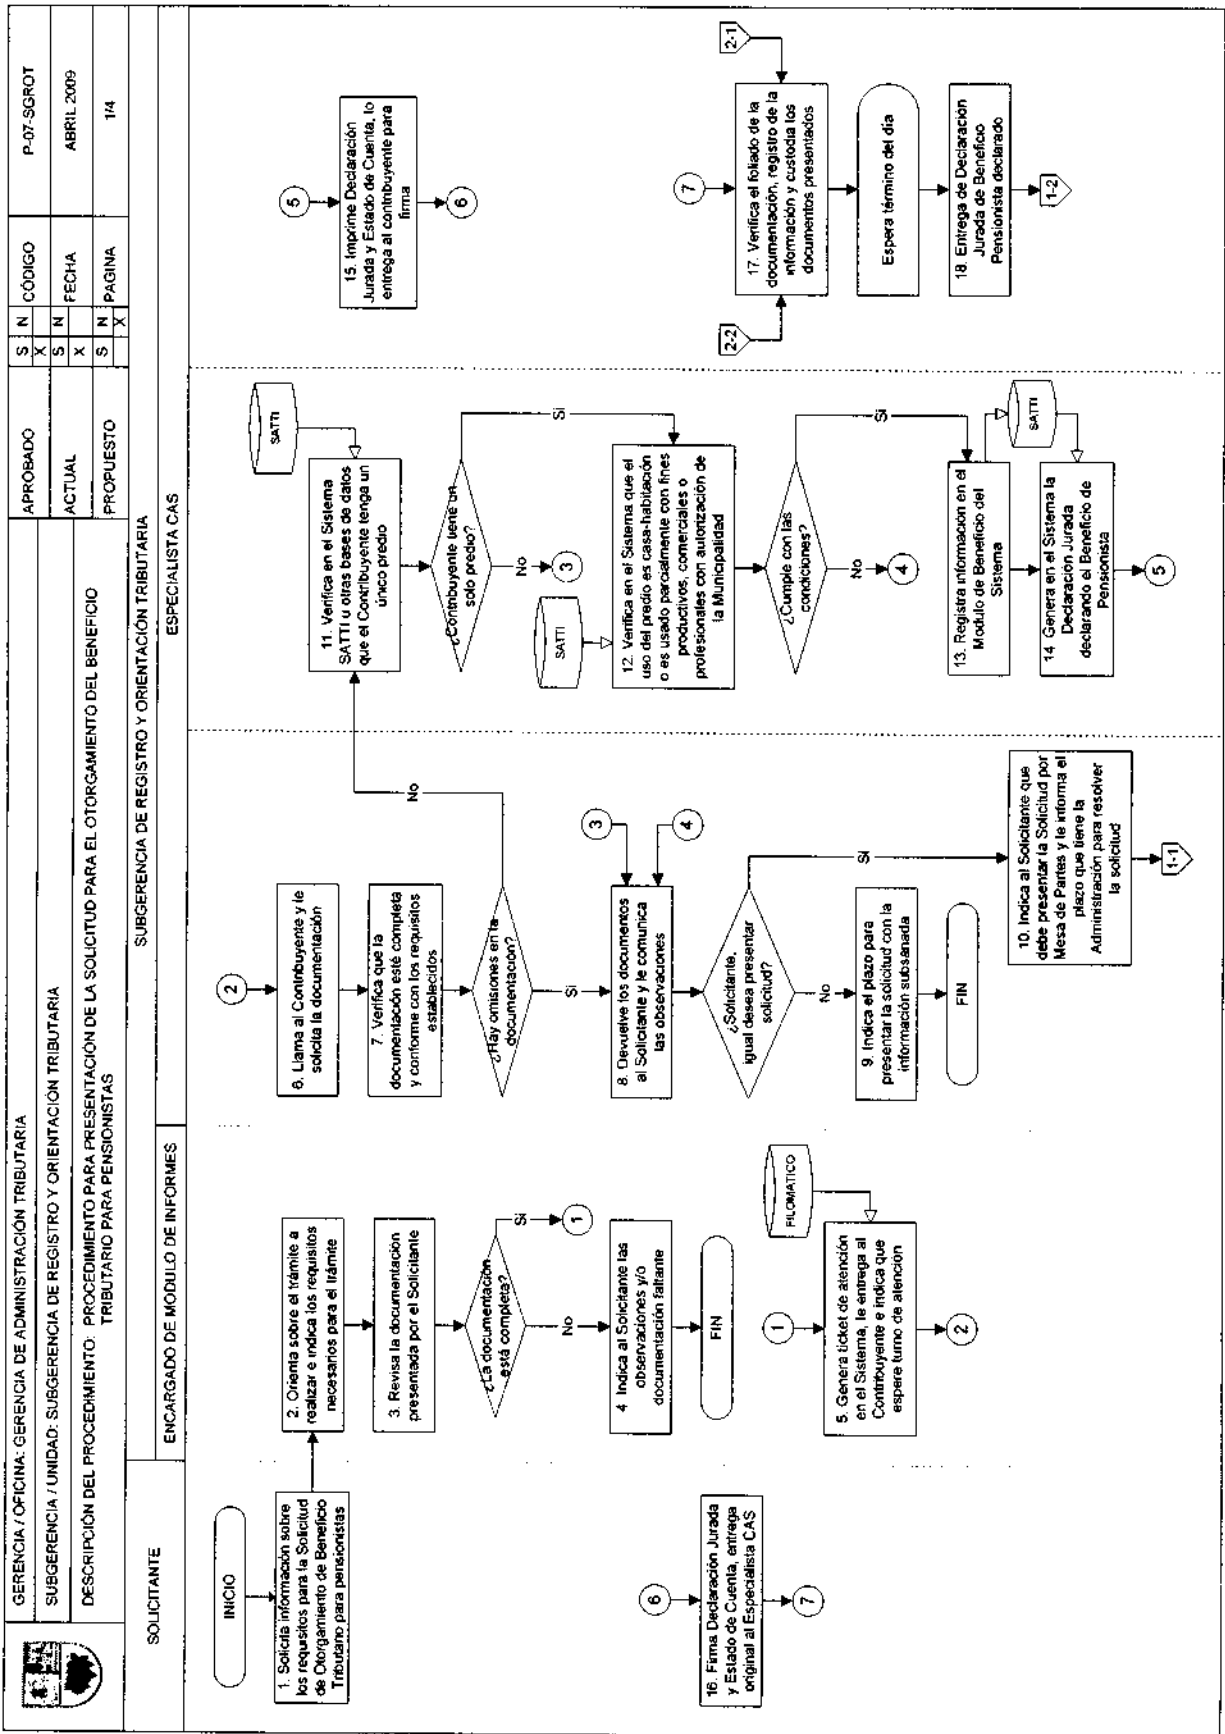 GERENCIA / OFICINA: GERENCIA DE ADMINISTRACIÓN TRIBUTARIA
SUBGERENCIA / UNIDAD: SUBGERENCIA DE REGISTRO Y ORIENTACIÓN TRIBUTARIA
DESCRIPCIÓN DEL PROCEDIMIENTO: PROCEDIMIENTO PARA PRESENTACIÓN DE LA SOLICITUD PARA EL OTORGAMIENTO DEL BENEFICIO
TRIBUTARIO PARA PENSIONISTAS
APROBADO
S N
X
CÓDIGO
P-07-SGROT
ACTUAL
S N
X
FECHA
ABRIL 2009
PROPUESTO
S N
X
PAGINA
1/4
SOLICITANTE
SUBGERENCIA DE REGISTRO Y ORIENTACIÓN TRIBUTARIA
ENCARGADO DE MODULO DE INFORMES
ESPECIALISTA CAS
INICIO
1. Solicita información sobre
los requisitos para la Solicitud
de Otorgamiento de Beneficio
Tributario para pensionistas
2. Orienta sobre el trámite a
realizar e indica los requisitos
necesarios para el trámite
3. Revisa la documentación
presentada por el Solicitante
¿La documentación
está completa?
Si
1
No
4 Indica al Solicitante las
observaciones y/o
documentación faltante
FIN
1
FILOMATICO
5. Genera ticket de atención
en el Sistema, le entrega al
Contribuyente e indica que
espere turno de atención
2
2
6. Llama al Contribuyente y le
solicita la documentación
7. Verifica que la
documentación esté completa
y conforme con los requisitos
establecidos
¿Hay omisiones en la
documentación?
No
Si
3
4
8. Devuelve los documentos
al Solicitante y le comunica
las observaciones
¿Solicitante,
igual desea presentar
solicitud?
Si
No
9. Indica el plazo para
presentar la solicitud con la
información subsanada
FIN
10. Indica al Solicitante que
debe presentar la Solicitud por
Mesa de Partes y le informa el
plazo que tiene la
Administración para resolver
la solicitud
1-1
SATTI
11. Verifica en el Sistema
SATTI u otras bases de datos
que el Contribuyente tenga un
único predio
¿Contribuyente tiene un
solo predio?
Si
No
3
SATTI
12. Verifica en el Sistema que el
uso del predio es casa-habitación
o es usado parcialmente con fines
productivos, comerciales o
profesionales con autorización de
la Municipalidad
¿Cumple con las
condiciones?
Si
No
4
13. Registra información en el
Modulo de Beneficio del
Sistema
SATTI
14 Genera en el Sistema la
Declaración Jurada
declarando el Beneficio de
Pensionista
5
5
15. Imprime Declaración
Jurada y Estado de Cuenta, lo
entrega al contribuyente para
firma
6
6
16. Firma Declaración Jurada
y Estado de Cuenta, entrega
original al Especialista CAS
7
7
2-2
2-1
17. Verifica el foliado de la
documentación, registro de la
información y custodia los
documentos presentados
Espera término del día
18. Entrega de Declaración
Jurada de Beneficio
Pensionista declarado
1-2